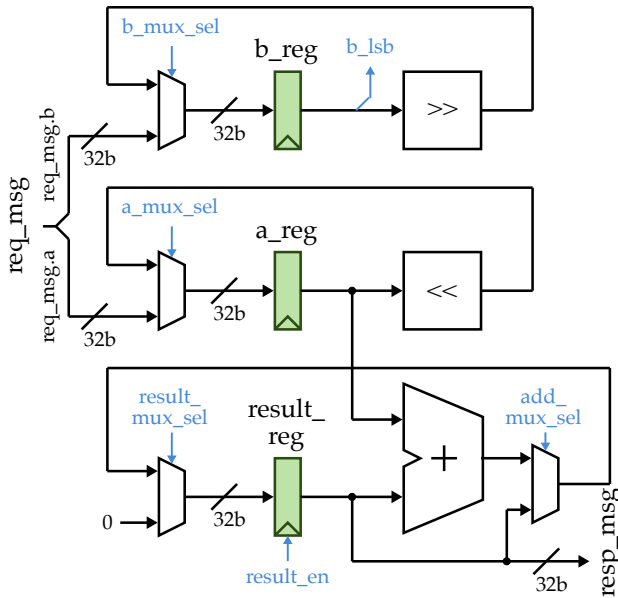 b_mux_sel
b_reg
b_lsb
>>
32b
req_msg.b
32b
req_msg
a_mux_sel
a_reg
<<
req_msg.a
32b
32b
result_
mux_sel
result_
reg
add_
mux_sel
+
0
32b
result_en
32b
resp_msg